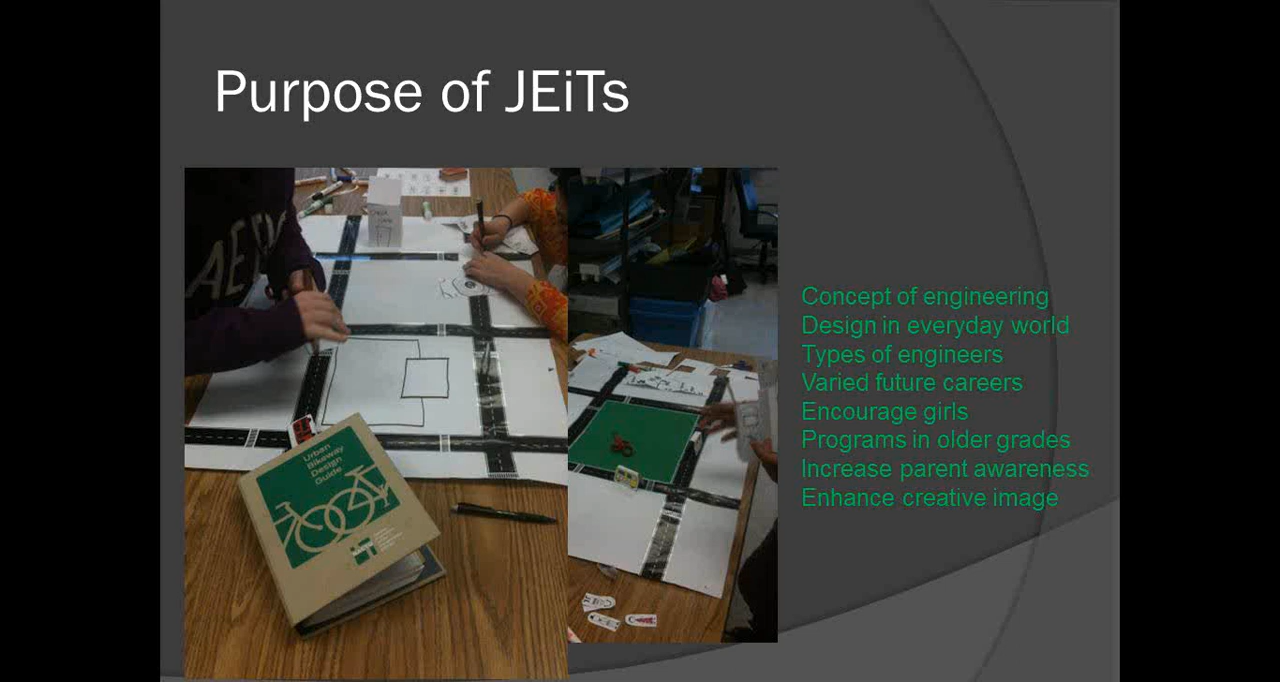 Purpose of JEiTs
Urban
Bikeway
Design
Guide
Concept of engineering
Design in everyday world
Types of engineers
Varied future careers
Encourage girls
Programs in older grades
Increase parent awareness
Enhance creative image